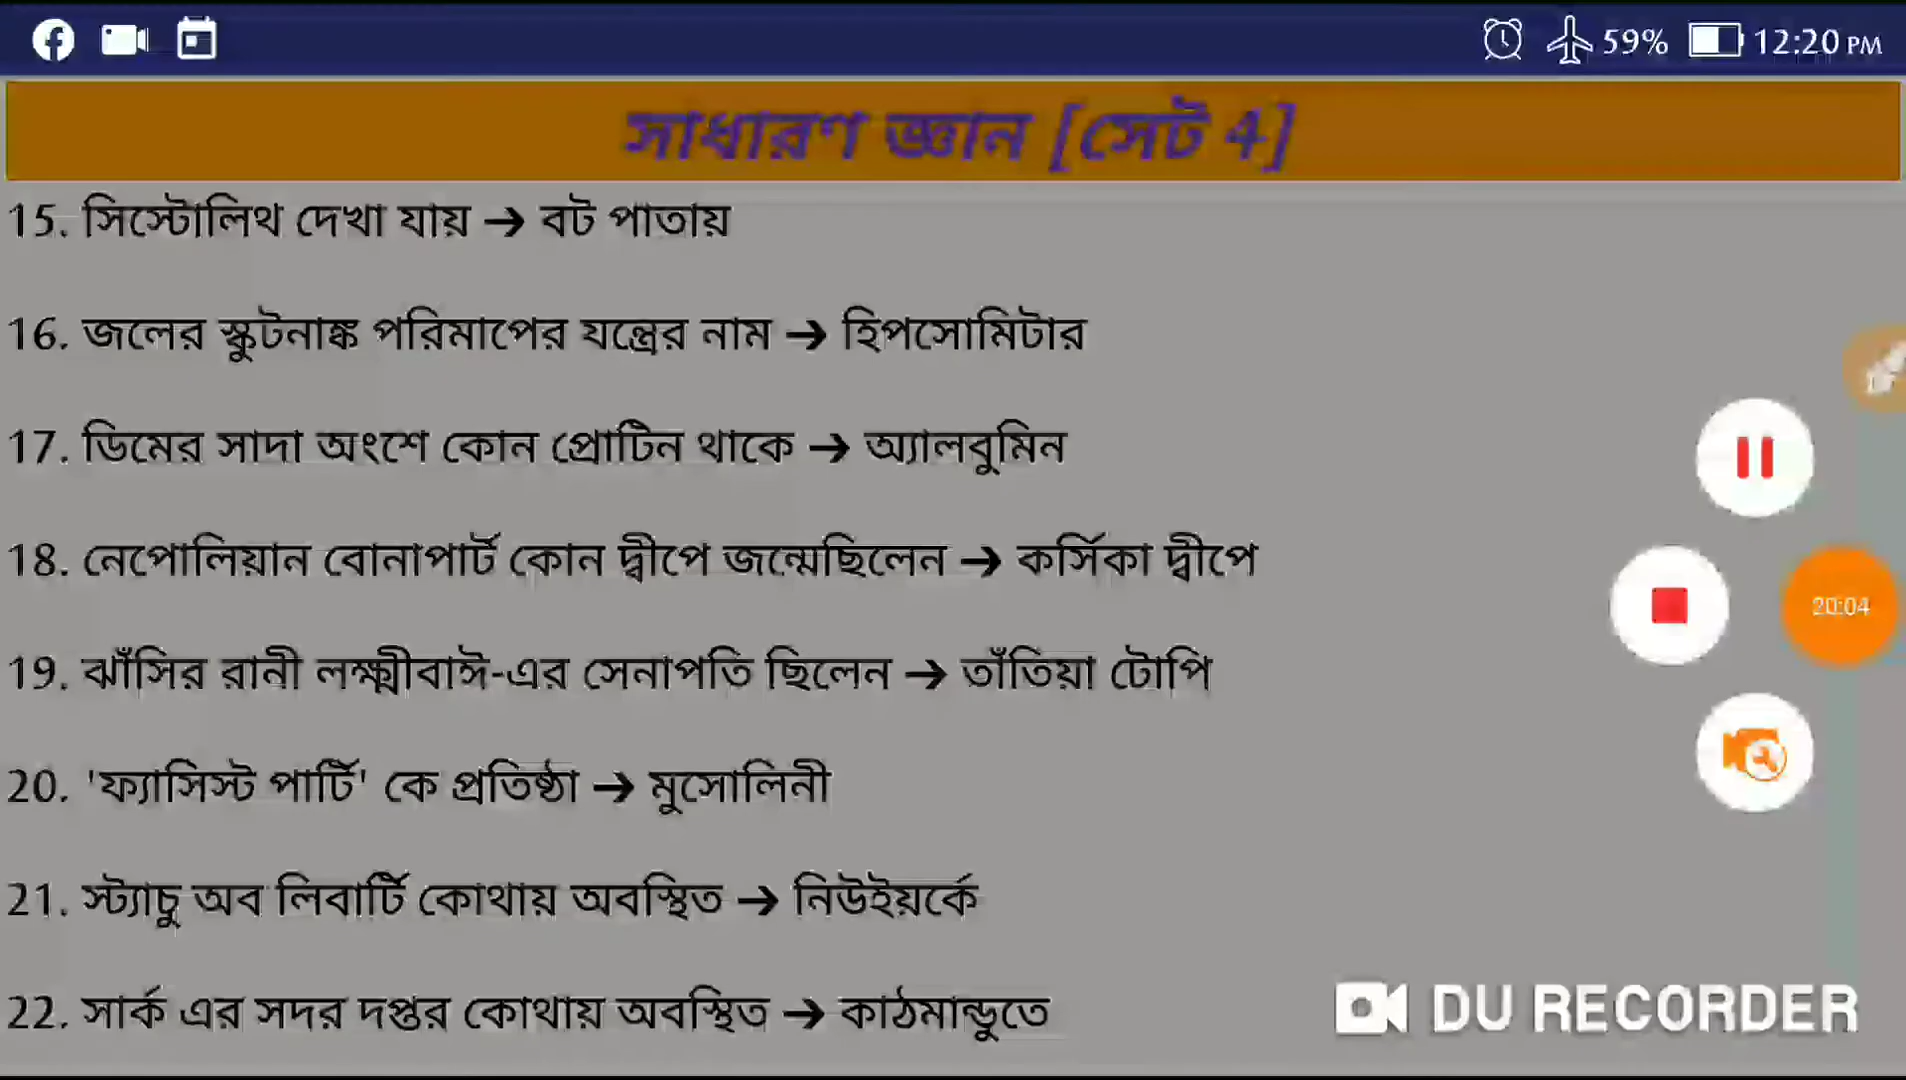 59% 12:20 PM
সাধারণ জ্ঞান [সেট 4]
15. সিস্টোলিথ দেখা যায় → বট পাতায়
16. জলের স্কুটনাঙ্ক পরিমাপের যন্ত্রের নাম → হিপসোমিটার
17. ডিমের সাদা অংশে কোন প্রোটিন থাকে → অ্যালবুমিন
18. নেপোলিয়ান বোনাপার্ট কোন দ্বীপে জন্মেছিলেন → কর্সিকা দ্বীপে
19. ঝাঁসির রানী লক্ষ্মীবাঈ-এর সেনাপতি ছিলেন → তাঁতিয়া টোপি
20. 'ফ্যাসিস্ট পার্টি' কে প্রতিষ্ঠা → মুসোলিনী
21. স্ট্যাচু অব লিবার্টি কোথায় অবস্থিত → নিউইয়র্কে
22. সার্ক এর সদর দপ্তর কোথায় অবস্থিত → কাঠমান্ডুতে
20:04
DU RECORDER